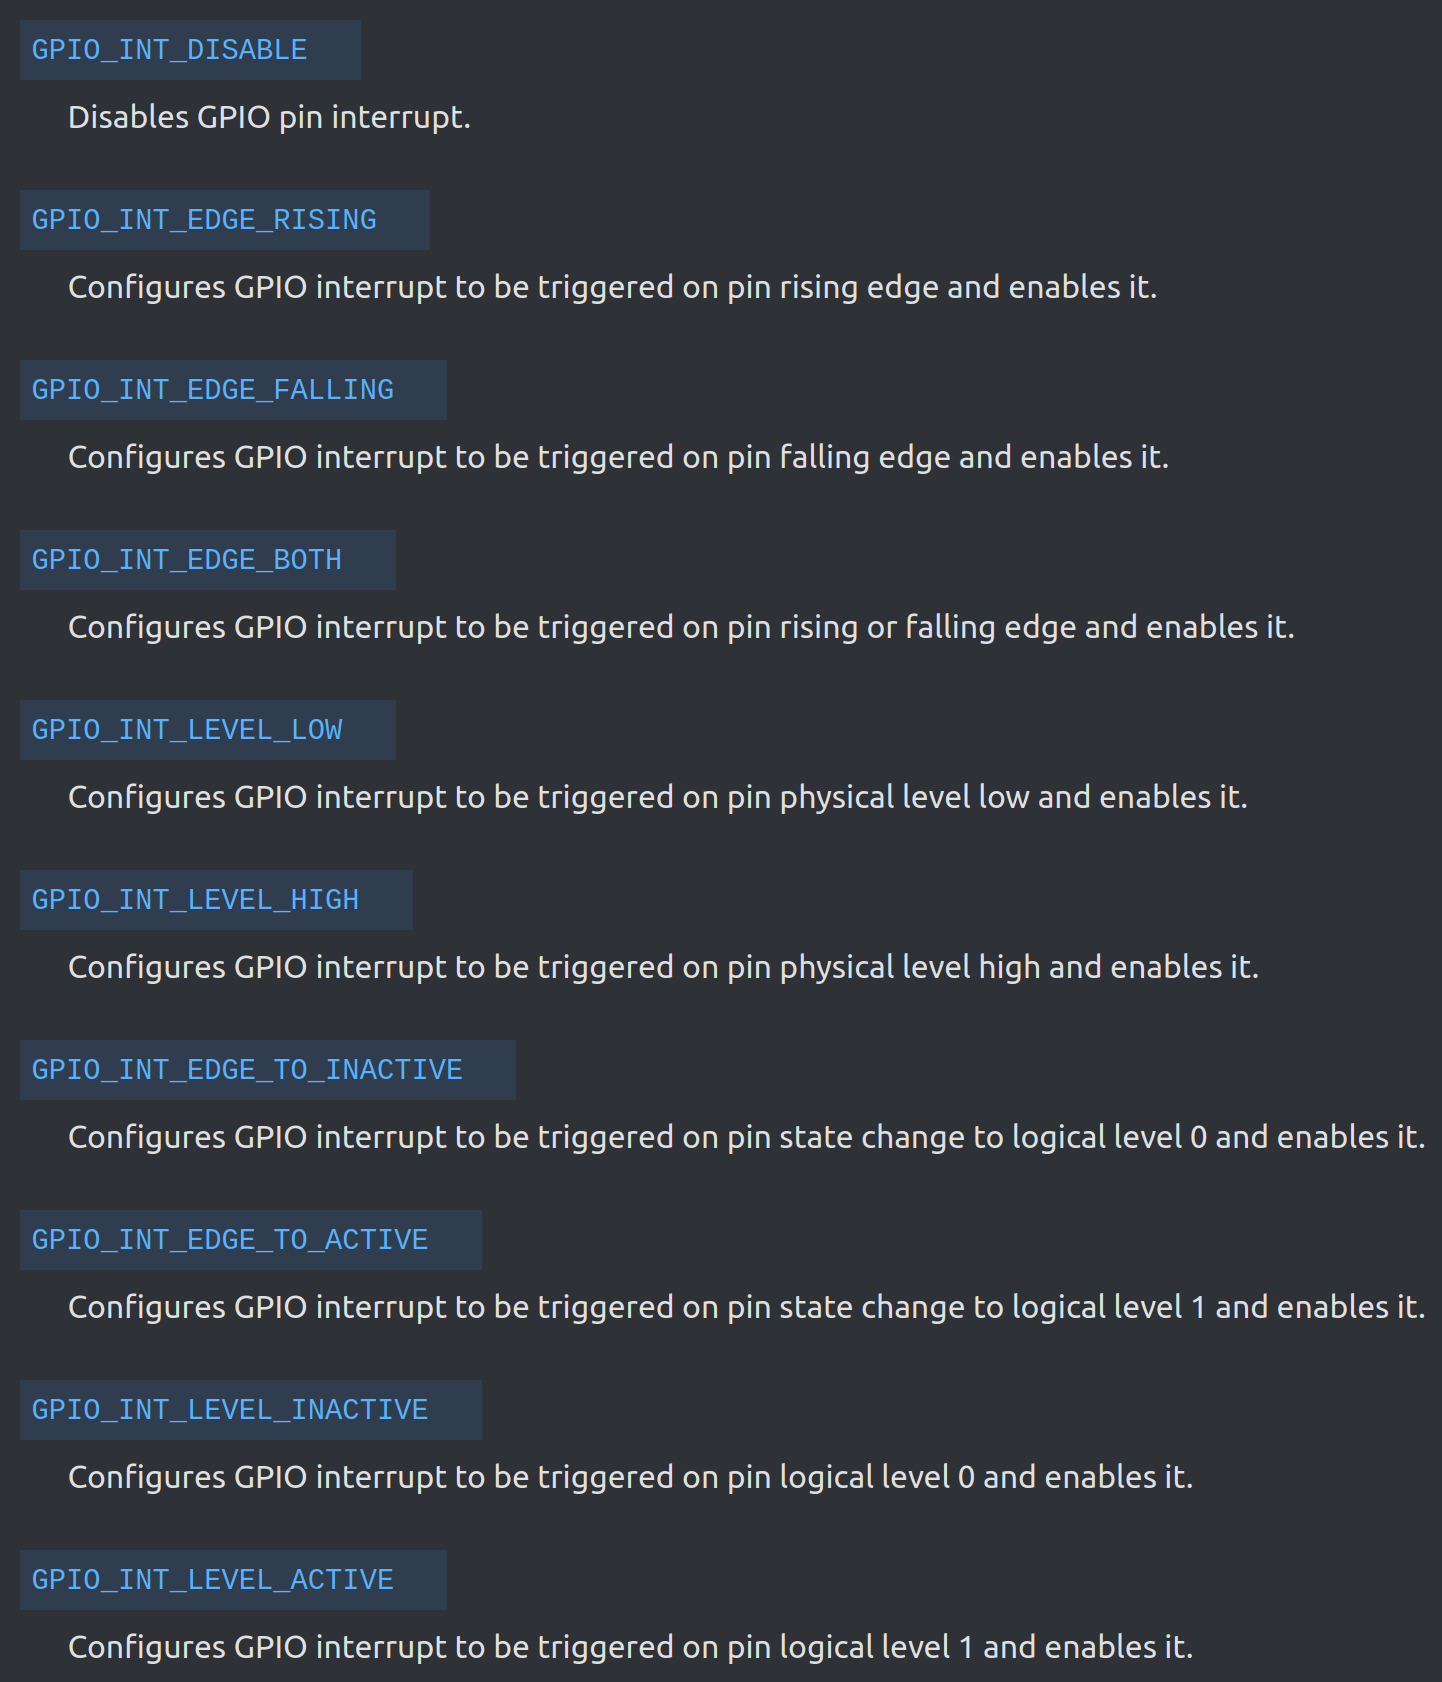 GPIO_INT_DISABLE
Disables GPIO pin interrupt.
GPIO_INT_EDGE_RISING
Configures GPIO interrupt to be triggered on pin rising edge and enables it.
GPIO_INT_EDGE_FALLING
Configures GPIO interrupt to be triggered on pin falling edge and enables it.
GPIO_INT_EDGE_BOTH
Configures GPIO interrupt to be triggered on pin rising or falling edge and enables it.
GPIO_INT_LEVEL_LOW
Configures GPIO interrupt to be triggered on pin physical level low and enables it.
GPIO_INT_LEVEL_HIGH
Configures GPIO interrupt to be triggered on pin physical level high and enables it.
GPIO_INT_EDGE_TO_INACTIVE
Configures GPIO interrupt to be triggered on pin state change to logical level 0 and enables it.
GPIO_INT_EDGE_TO_ACTIVE
Configures GPIO interrupt to be triggered on pin state change to logical level 1 and enables it.
GPIO_INT_LEVEL_INACTIVE
Configures GPIO interrupt to be triggered on pin logical level 0 and enables it.
GPIO_INT_LEVEL_ACTIVE
Configures GPIO interrupt to be triggered on pin logical level 1 and enables it.